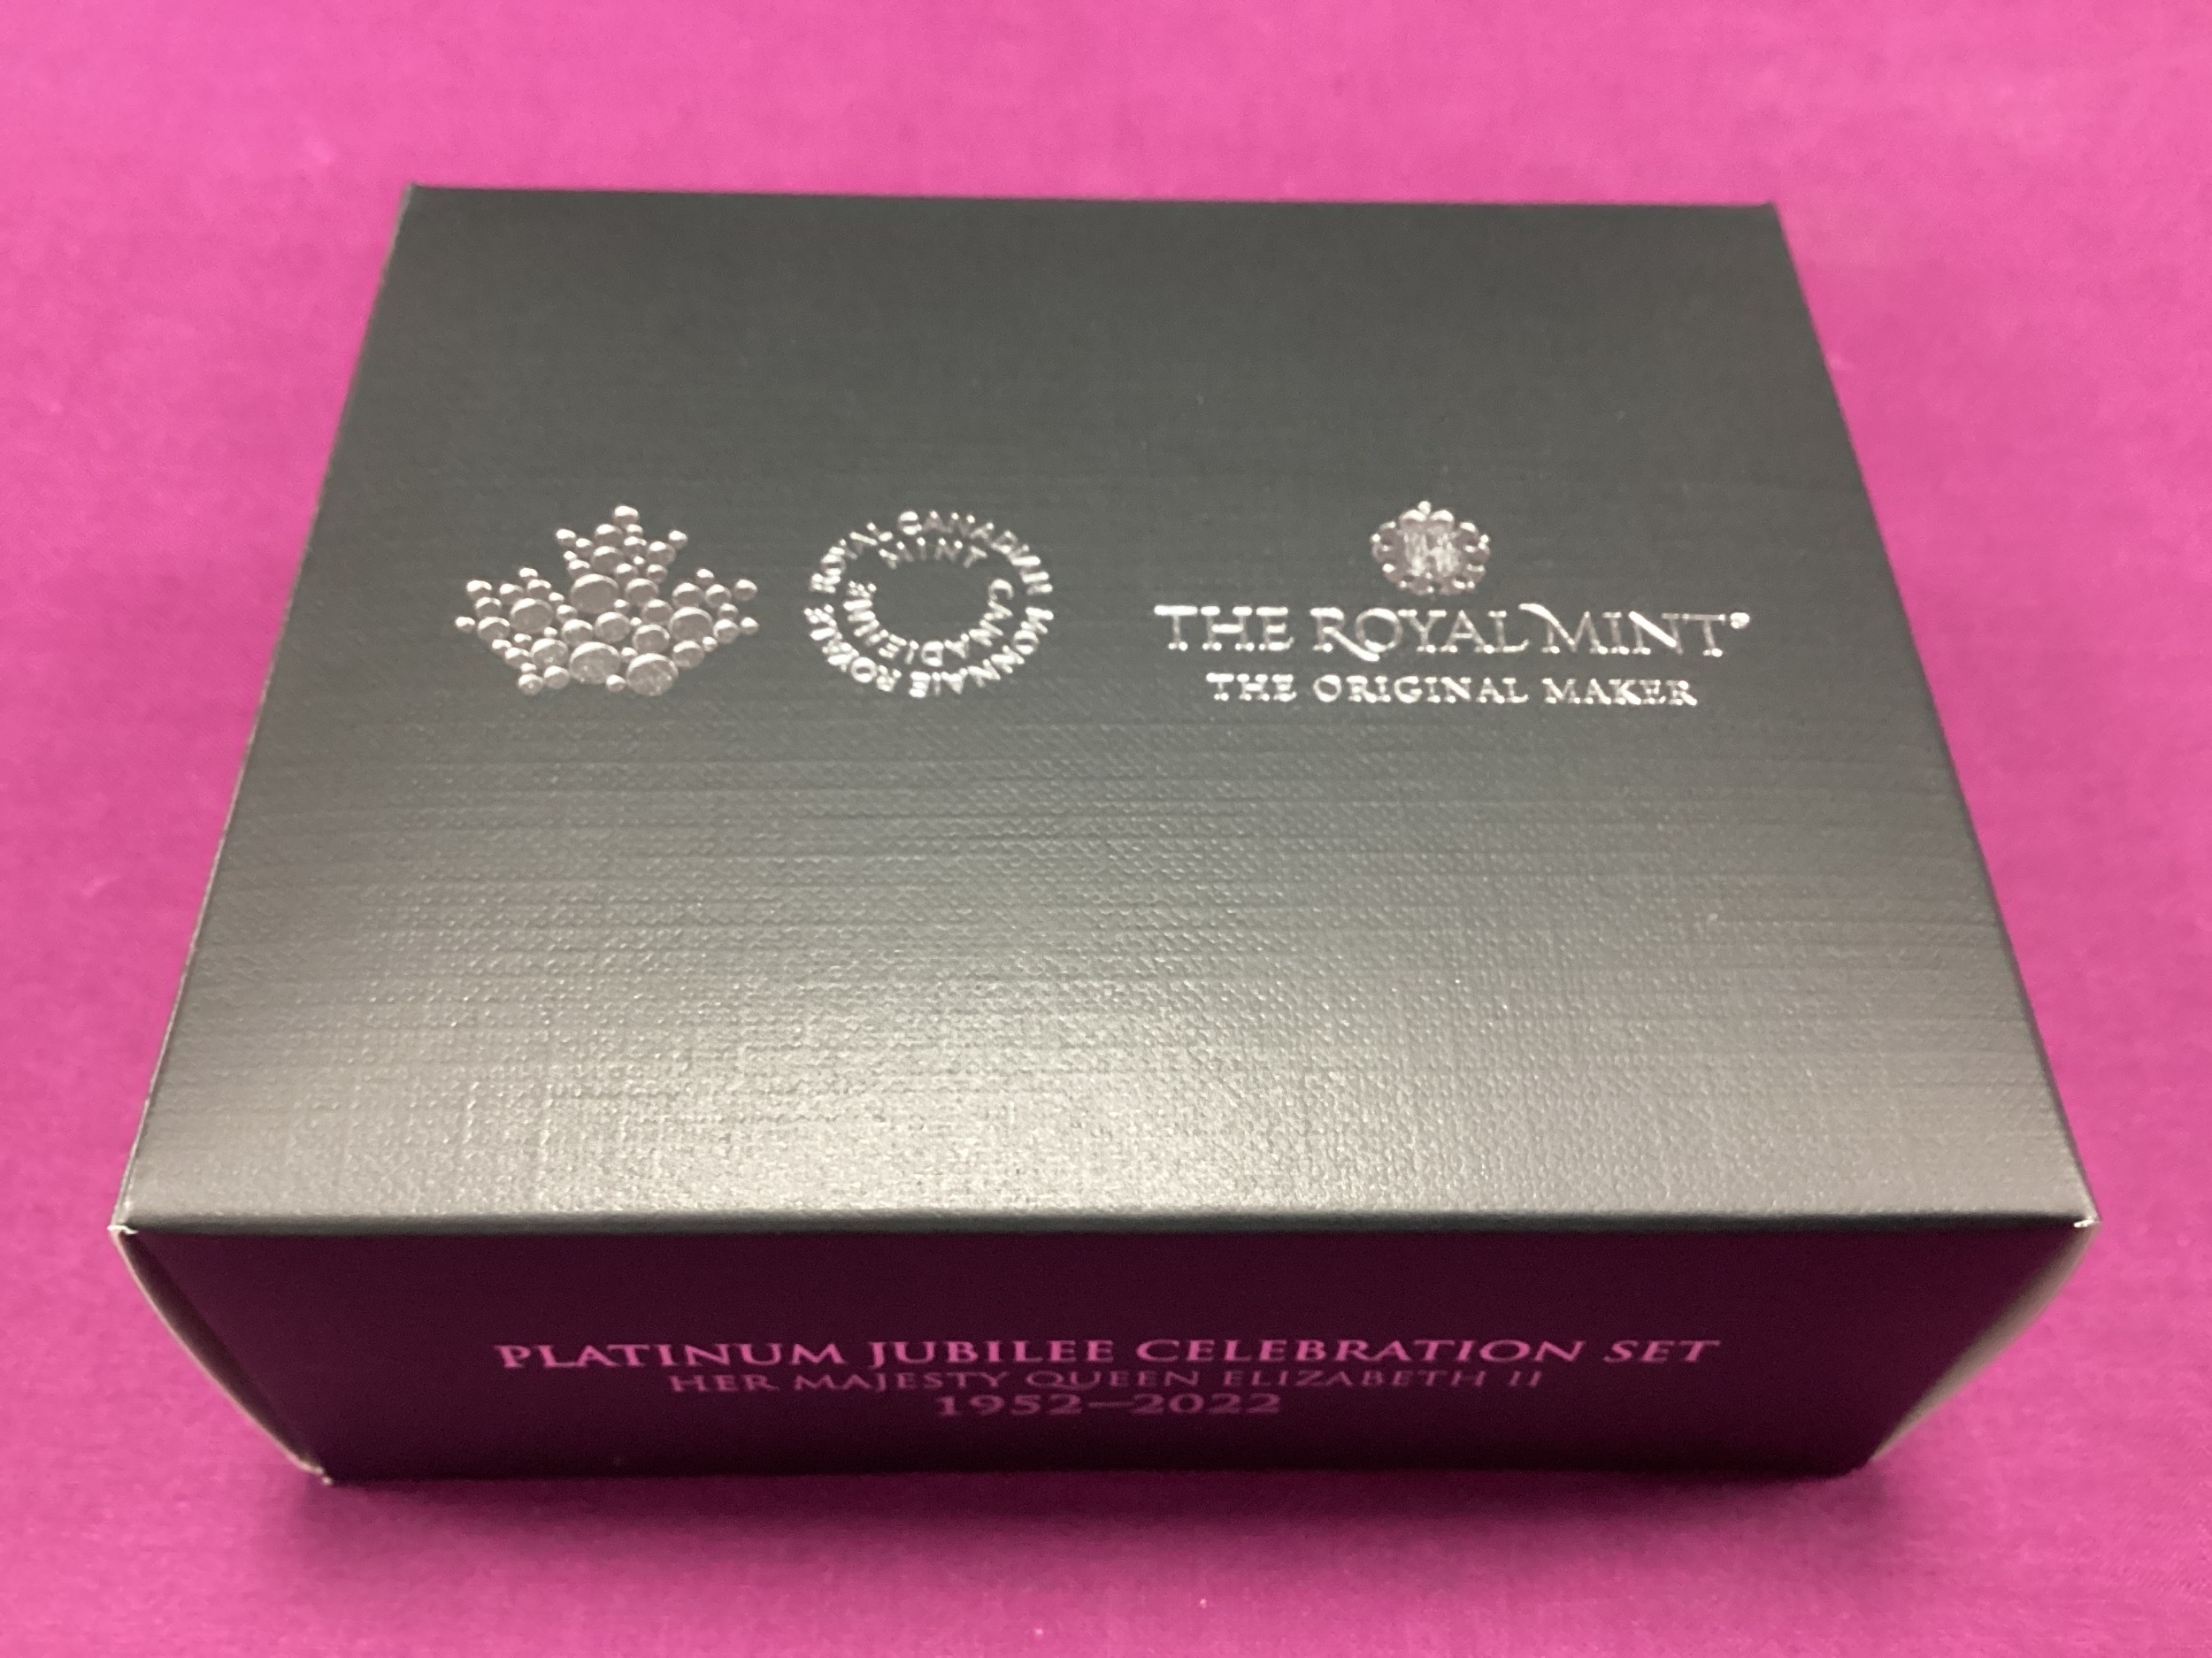 ROYAL CANADIAN MINT
MONNAIE ROYALE CANADIENNE
THE ROYAL MINT®
THE ORIGINAL MAKER
PLATINUM JUBILEE CELEBRATION SET
HER MAJESTY QUEEN ELIZABETH II
1952–2022